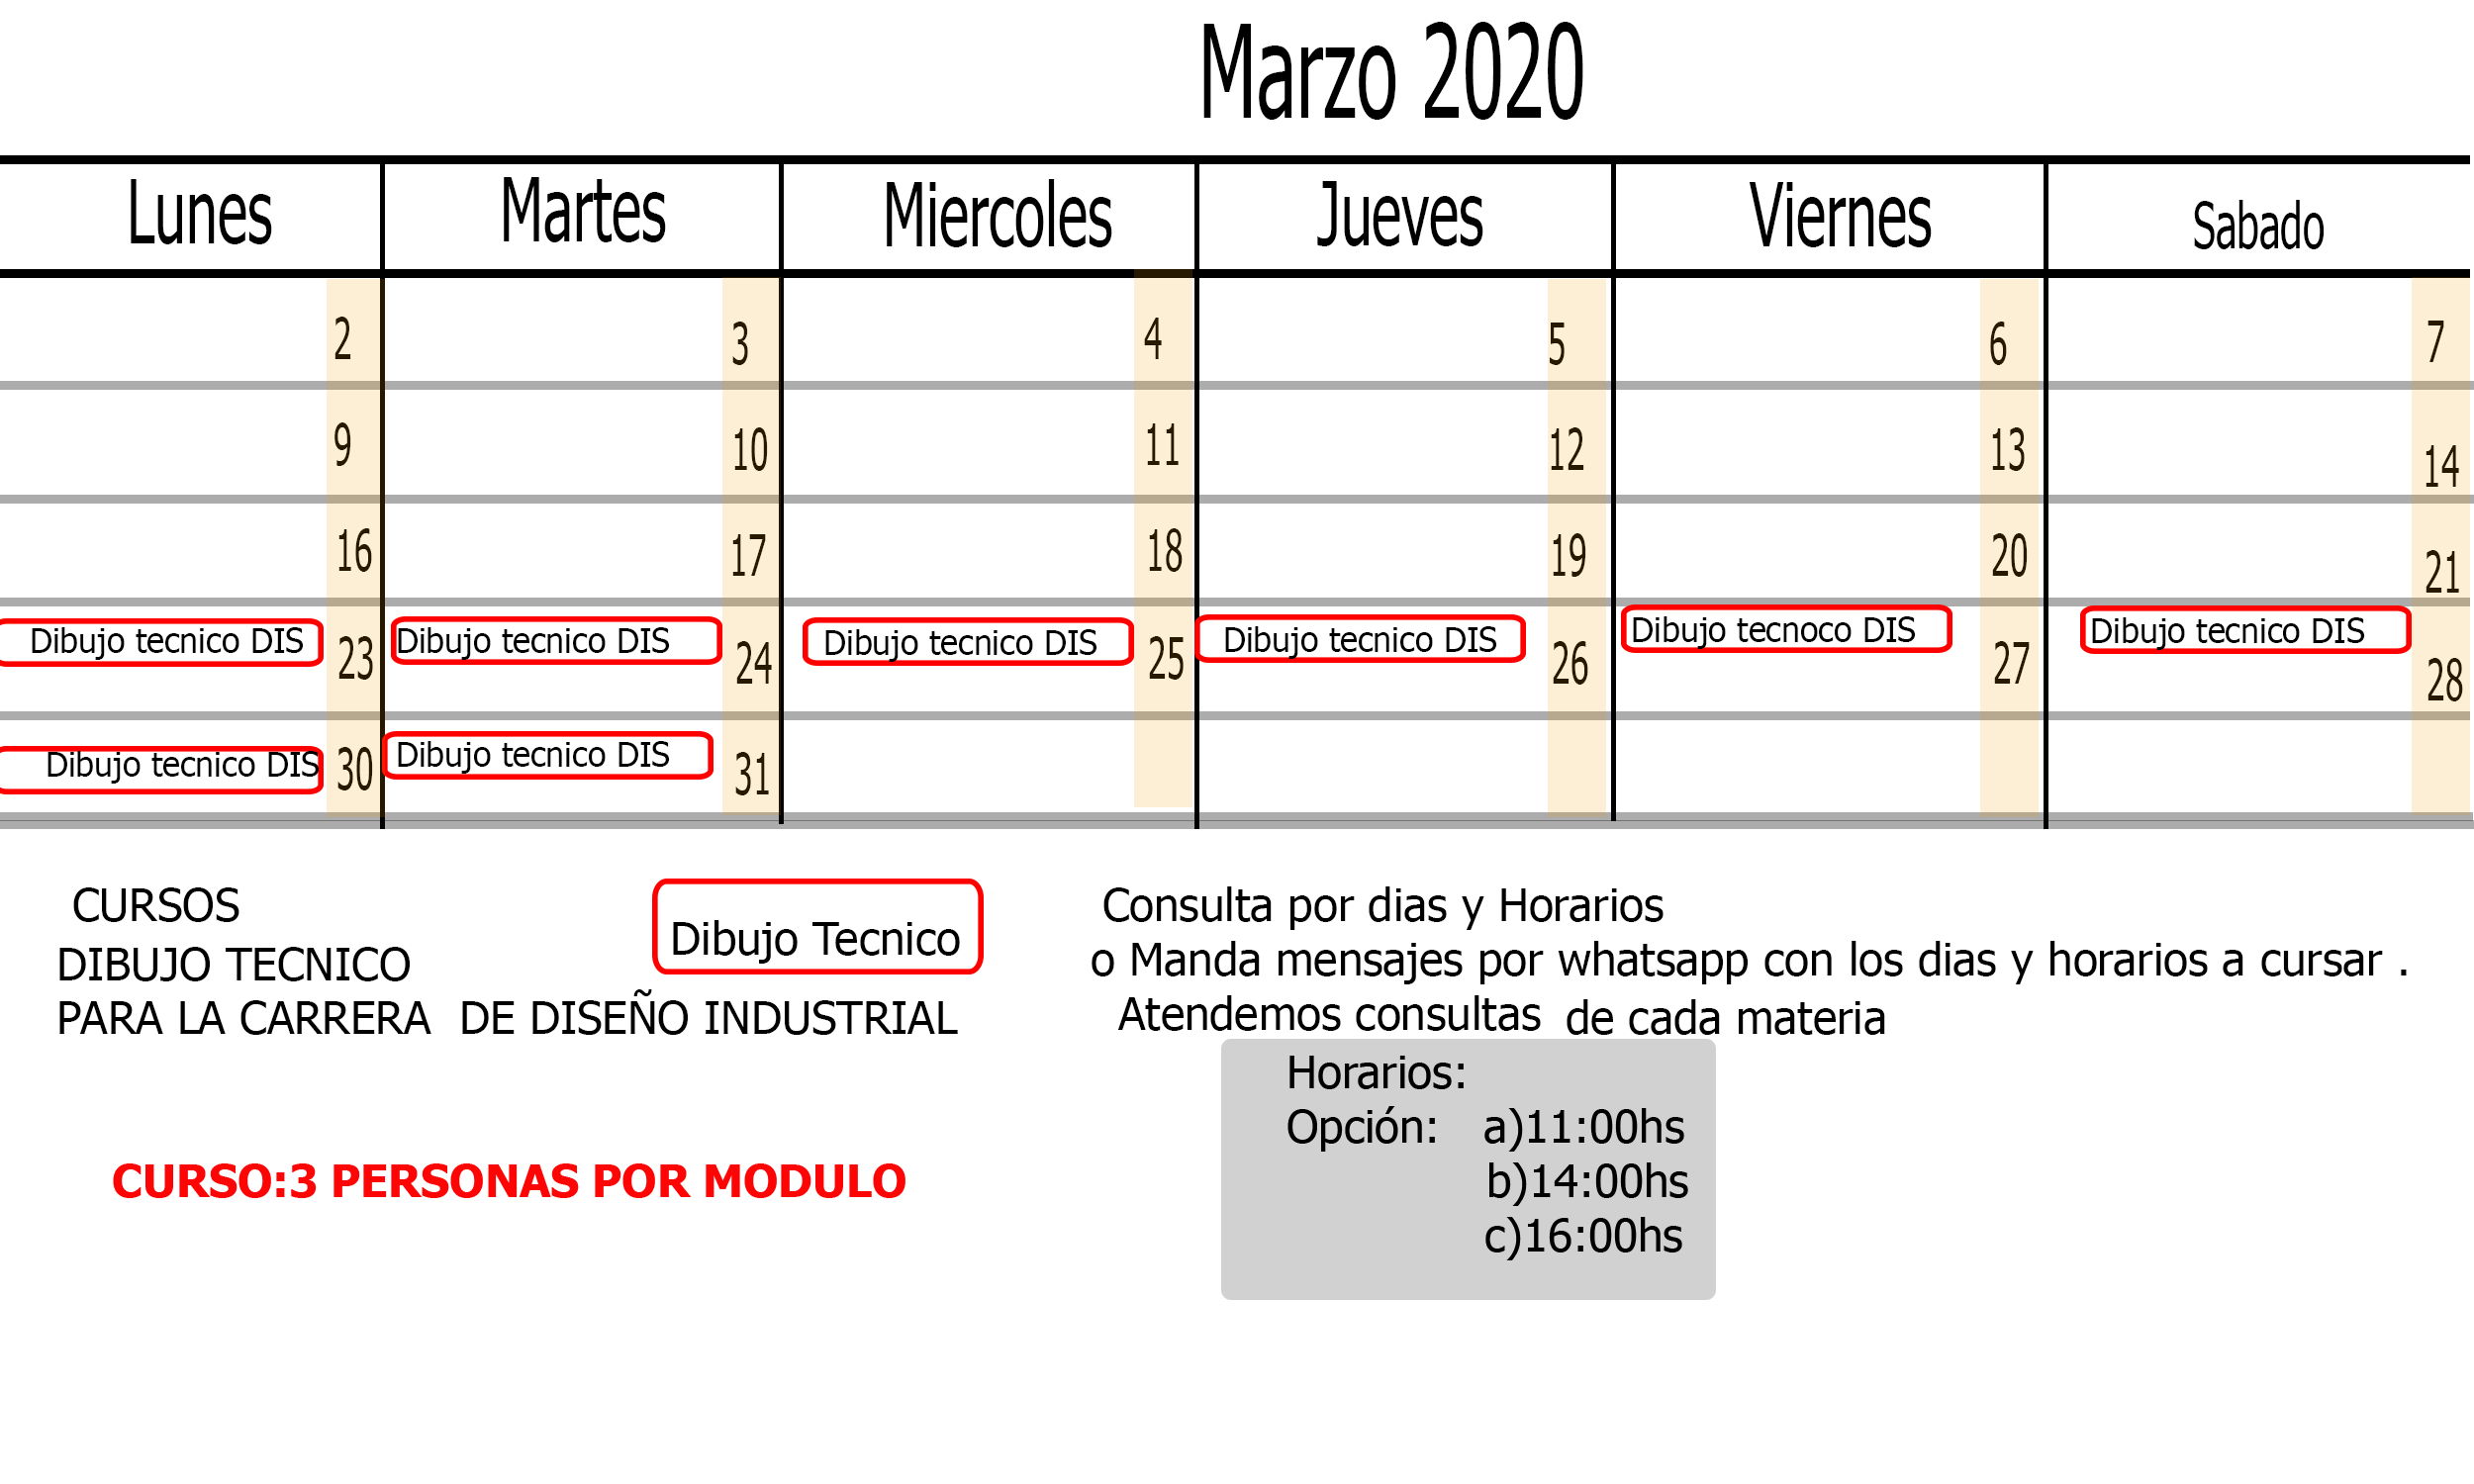 Marzo 2020
Lunes Martes Miercoles Jueves Viernes Sabado
2 3 4 5 6 7
9 10 11 12 13 14
16 17 18 19 20 21
Dibujo tecnico DIS 23 Dibujo tecnico DIS 24 Dibujo tecnico DIS 25 Dibujo tecnico DIS 26 Dibujo tecnoco DIS 27 Dibujo tecnico DIS 28
Dibujo tecnico DIS 30 Dibujo tecnico DIS 31
CURSOS
DIBUJO TECNICO
PARA LA CARRERA DE DISEÑO INDUSTRIAL
Dibujo Tecnico
CURSO:3 PERSONAS POR MODULO
Consulta por dias y Horarios
o Manda mensajes por whatsapp con los dias y horarios a cursar .
Atendemos consultas de cada materia
Horarios:
Opción: a)11:00hs
b)14:00hs
c)16:00hs